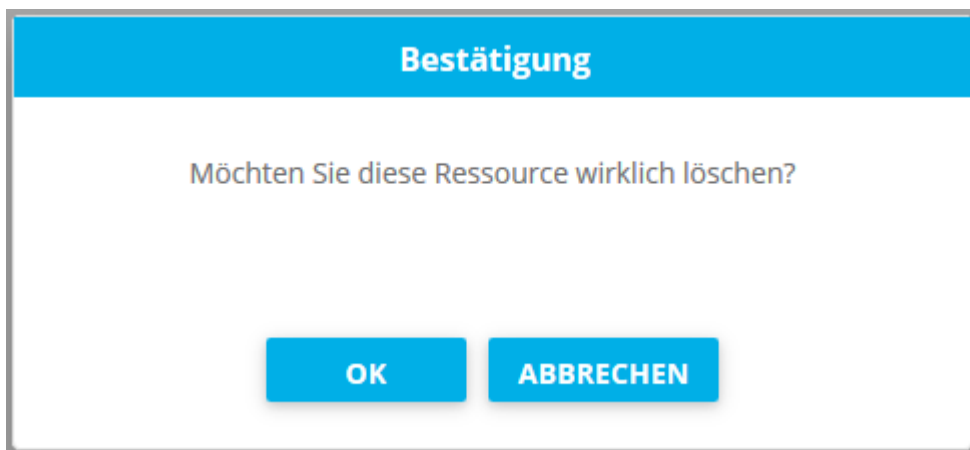 Bestätigung
Möchten Sie diese Ressource wirklich löschen?
OK
ABBRECHEN